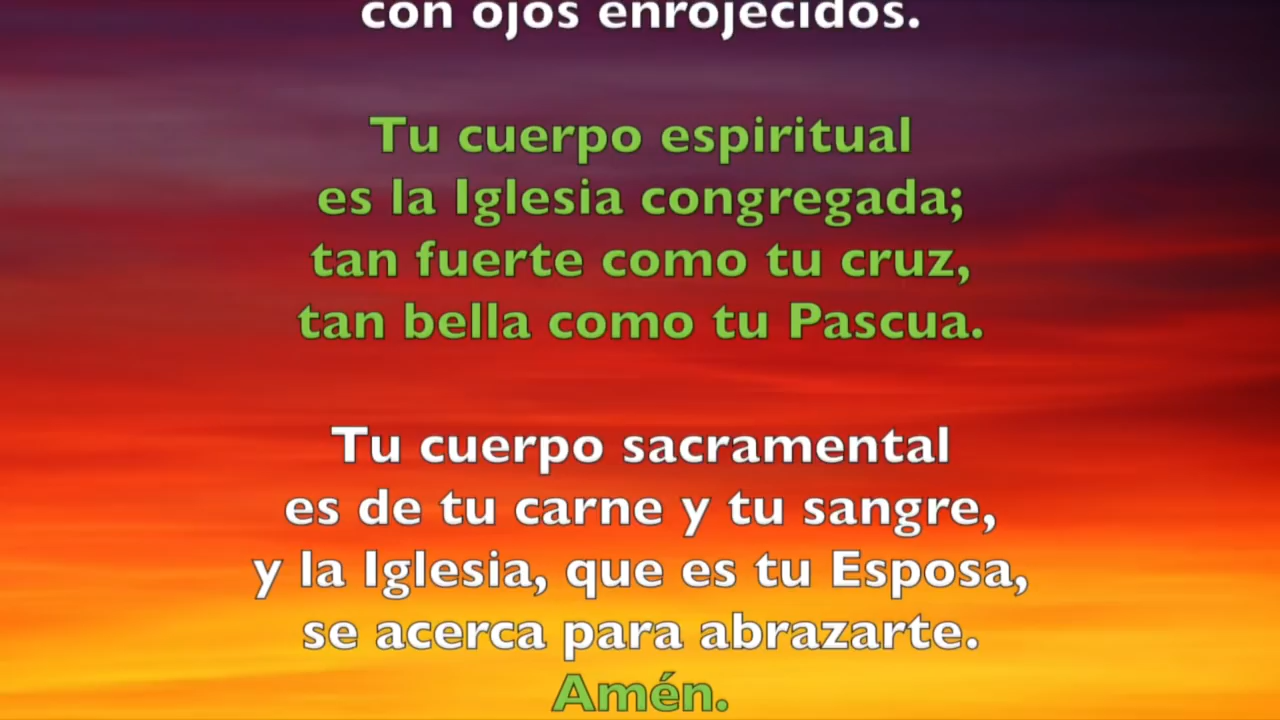 con ojos enrojecidos.
Tu cuerpo espiritual
es la Iglesia congregada;
tan fuerte como tu cruz,
tan bella como tu Pascua.
Tu cuerpo sacramental
es de tu carne y tu sangre,
y la Iglesia, que es tu Esposa,
se acerca para abrazarte.
Amén.